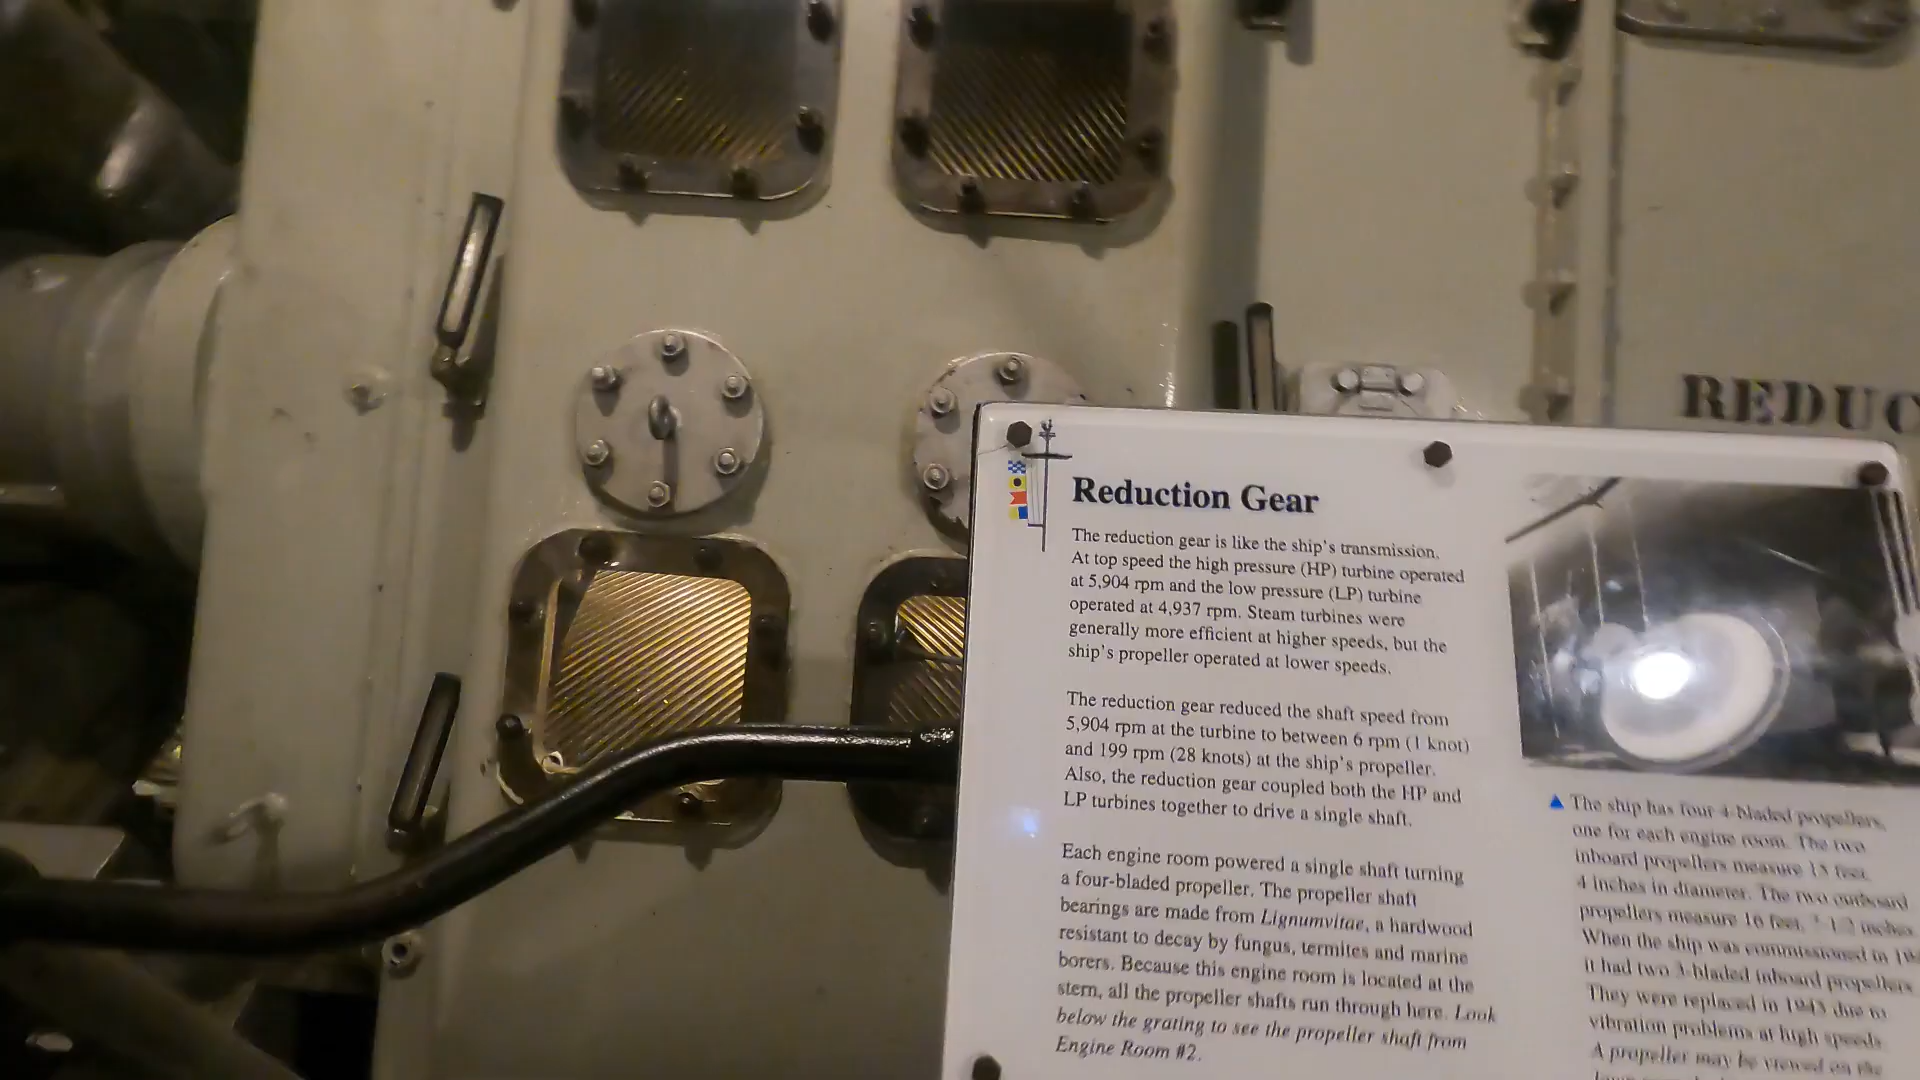 REDUC
Reduction Gear
The reduction gear is like the ship's transmission.
At top speed the high pressure (HP) turbine operated
at 5,904 rpm and the low pressure (LP) turbine
operated at 4,937 rpm. Steam turbines were
generally more efficient at higher speeds, but the
ship's propeller operated at lower speeds.
The reduction gear reduced the shaft speed from
5,904 rpm at the turbine to between 6 rpm (1 knot)
and 199 rpm (28 knots) at the ship's propeller.
Also, the reduction gear coupled both the HP and
LP turbines together to drive a single shaft.
Each engine room powered a single shaft turning
a four-bladed propeller. The propeller shaft
bearings are made from Lignumvitae, a hardwood
resistant to decay by fungus, termites and marine
borers. Because this engine room is located at the
stern, all the propeller shafts run through here. Look
below the grating to see the propeller shaft from
Engine Room #2.
The ship has four 4-bladed propellers,
one for each engine room. The two
inboard propellers measure 15 feet,
4 inches in diameter. The two outboard
propellers measure 16 feet, 1/2 inches.
When the ship was commissioned in
it had two 3-bladed inboard propellers.
They were replaced in 1943 due to
vibration problems at high speeds.
A propeller may be viewed on the